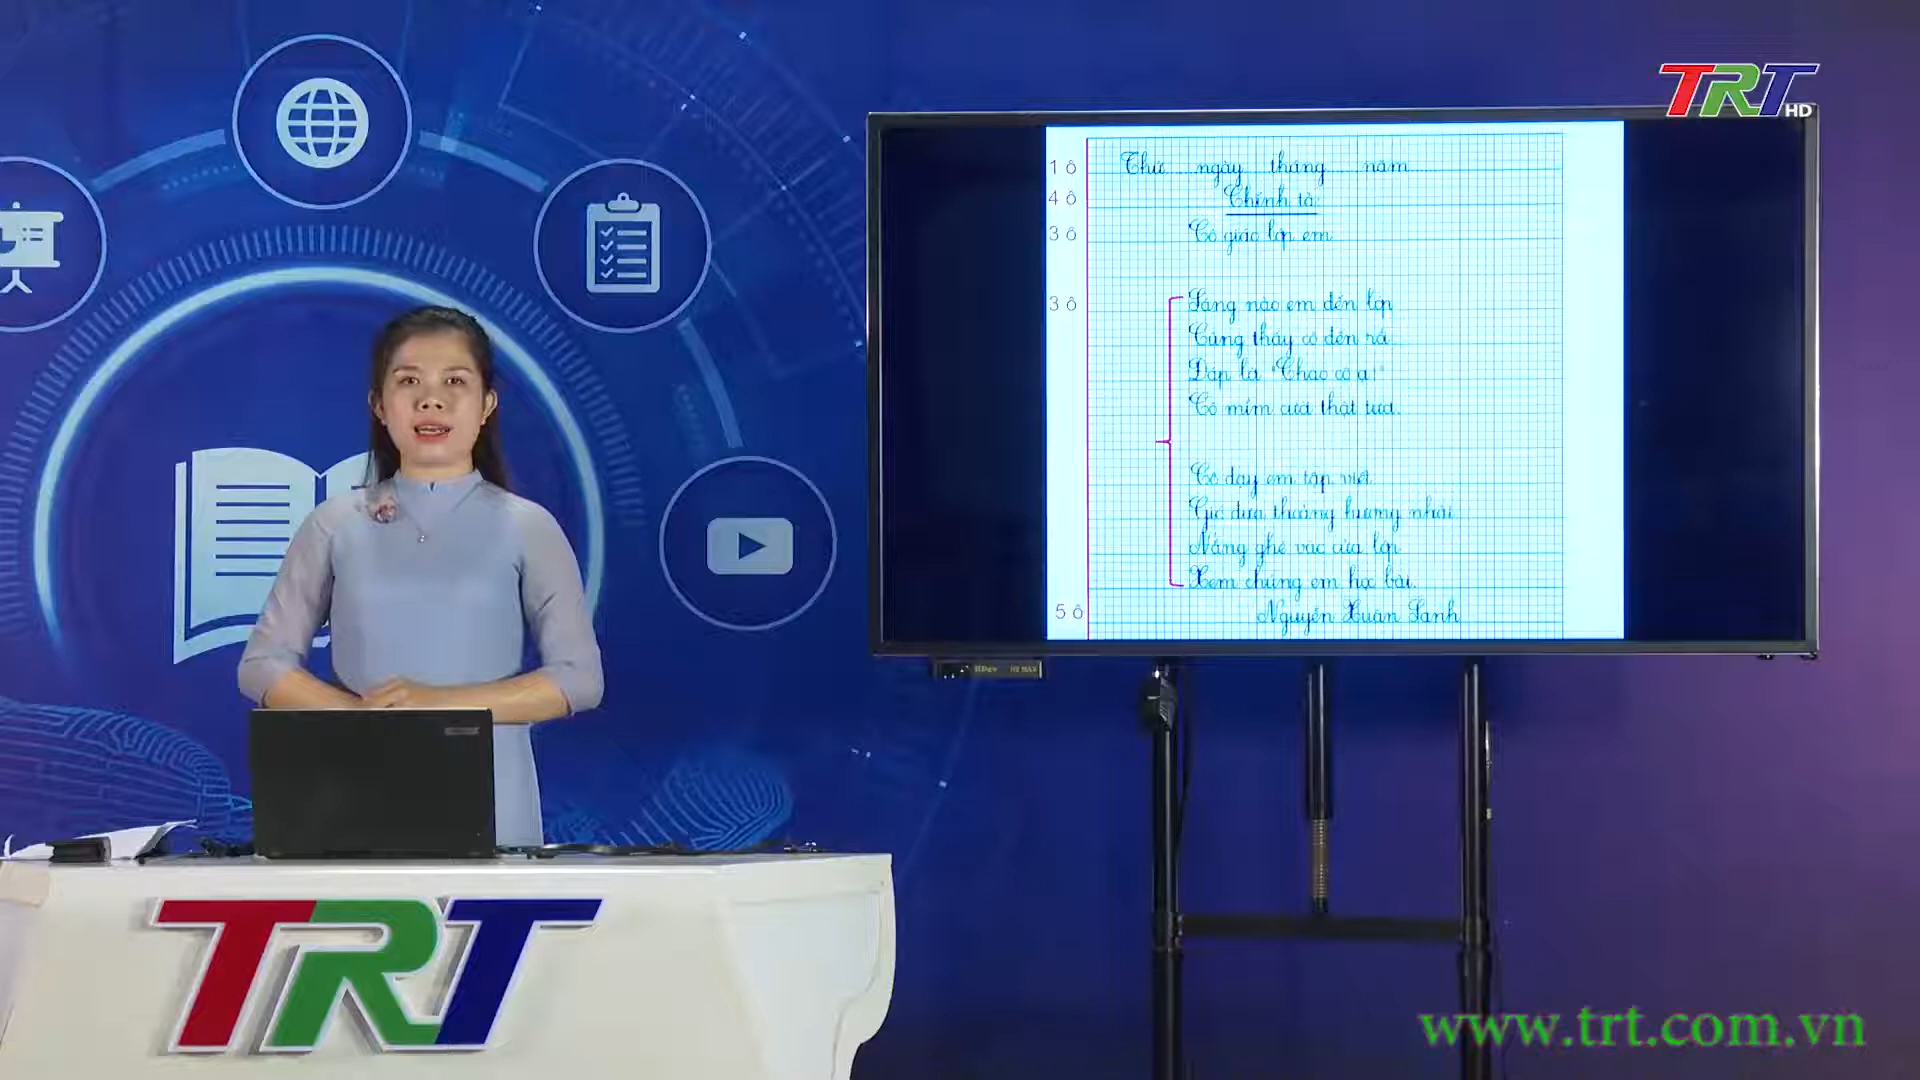 TRT HD
1 ô Thứ ngày tháng năm
4 ô Chính tả:
3 ô Cô giáo lớp em
3 ô Sáng nào em đến lớp
Cũng thấy cô đến rồi
Đáp lời "Chào cô ạ!"
Cô mỉm cười thật tươi.
Cô dạy em tập viết
Gió đưa thoảng hương nhài
Nắng ghé vào cửa lớp
Xem chúng em học bài.
5 ô Nguyễn Xuân Sanh
TRT
www.trt.com.vn